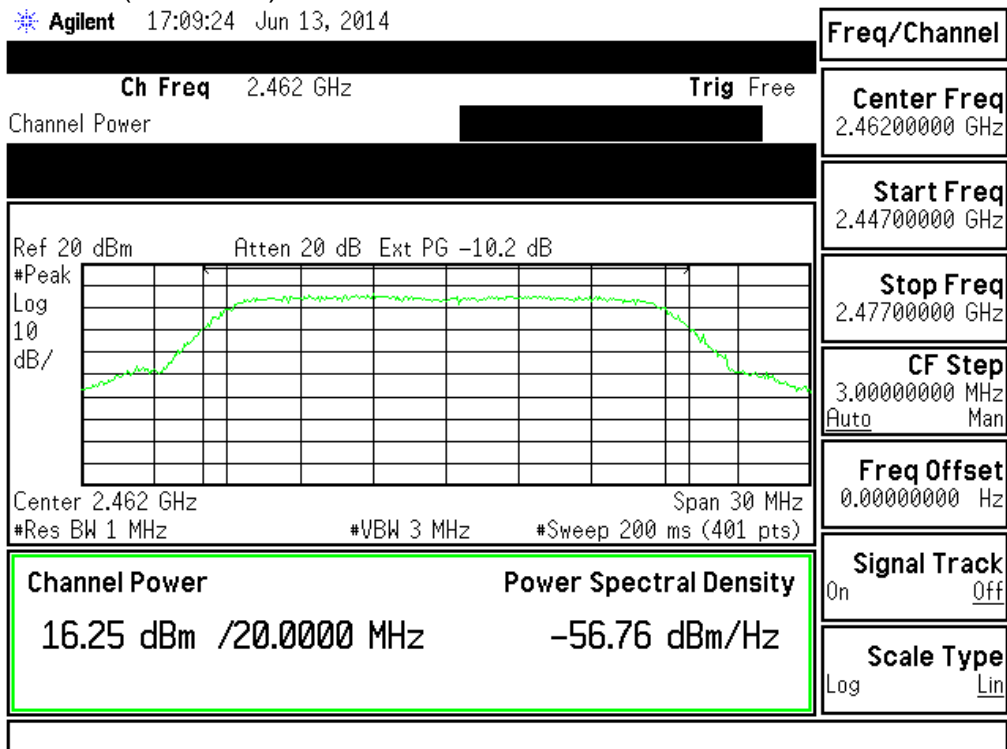 Agilent 17:09:24 Jun 13, 2014
Freq/Channel
Ch Freq 2.462 GHz Trig Free
Channel Power
Center Freq
2.46200000 GHz
Start Freq
2.44700000 GHz
Stop Freq
2.47700000 GHz
CF Step
3.00000000 MHz
Auto Man
Freq Offset
0.00000000 Hz
Signal Track
On Off
Scale Type
Log Lin
Ref 20 dBm Atten 20 dB Ext PG -10.2 dB
#Peak
Log
10
dB/
Center 2.462 GHz Span 30 MHz
#Res BW 1 MHz #VBW 3 MHz #Sweep 200 ms (401 pts)
Channel Power Power Spectral Density
16.25 dBm /20.0000 MHz -56.76 dBm/Hz